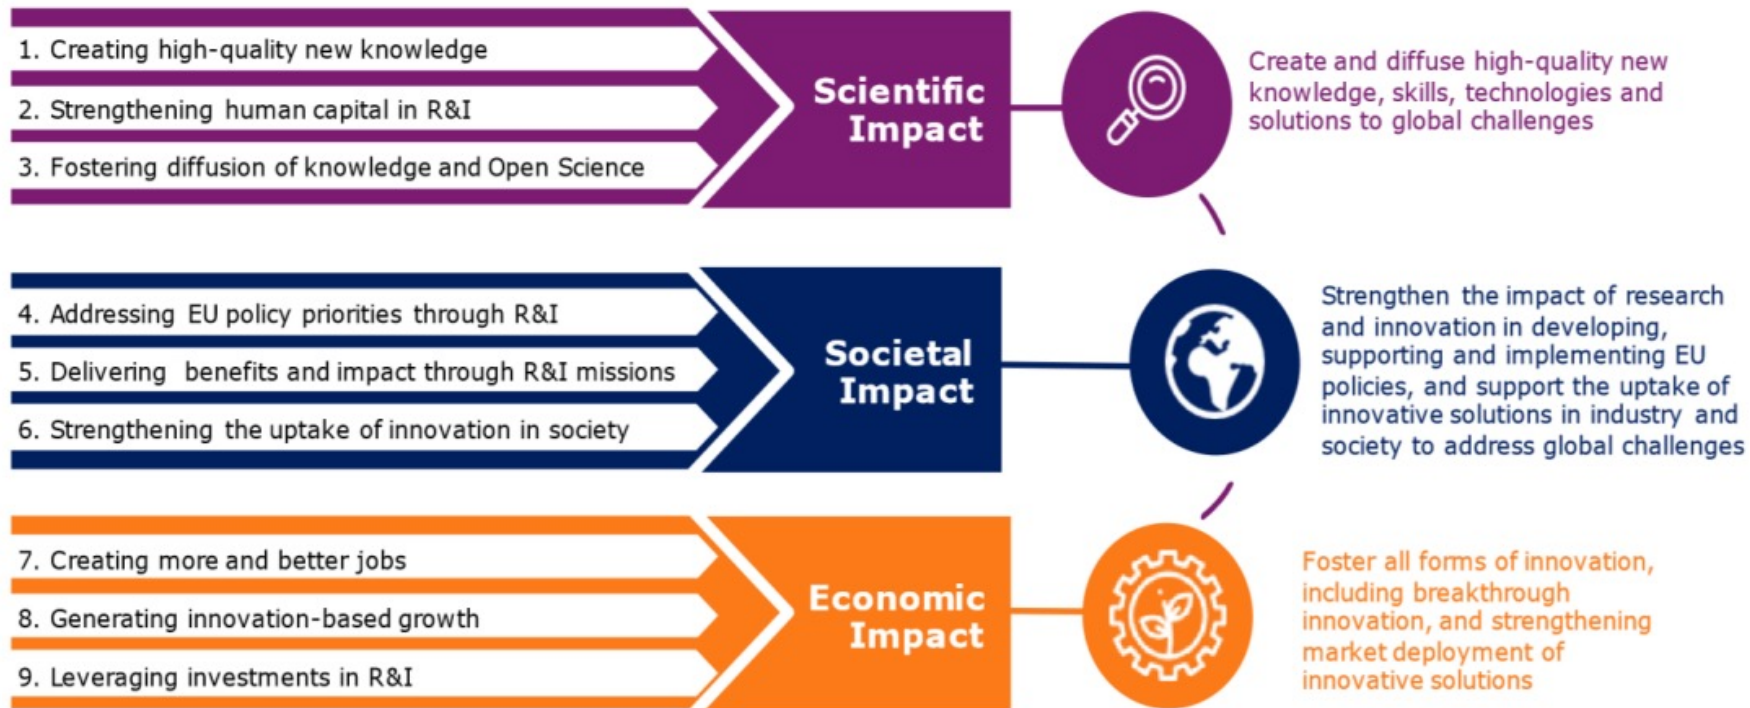 1. Creating high-quality new knowledge
2. Strengthening human capital in R&I
3. Fostering diffusion of knowledge and Open Science
Scientific
Impact
Create and diffuse high-quality new
knowledge, skills, technologies and
solutions to global challenges
4. Addressing EU policy priorities through R&I
5. Delivering benefits and impact through R&I missions
6. Strengthening the uptake of innovation in society
Societal
Impact
Strengthen the impact of research
and innovation in developing,
supporting and implementing EU
policies, and support the uptake of
innovative solutions in industry and
society to address global challenges
7. Creating more and better jobs
8. Generating innovation-based growth
9. Leveraging investments in R&I
Economic
Impact
Foster all forms of innovation,
including breakthrough
innovation, and strengthening
market deployment of
innovative solutions